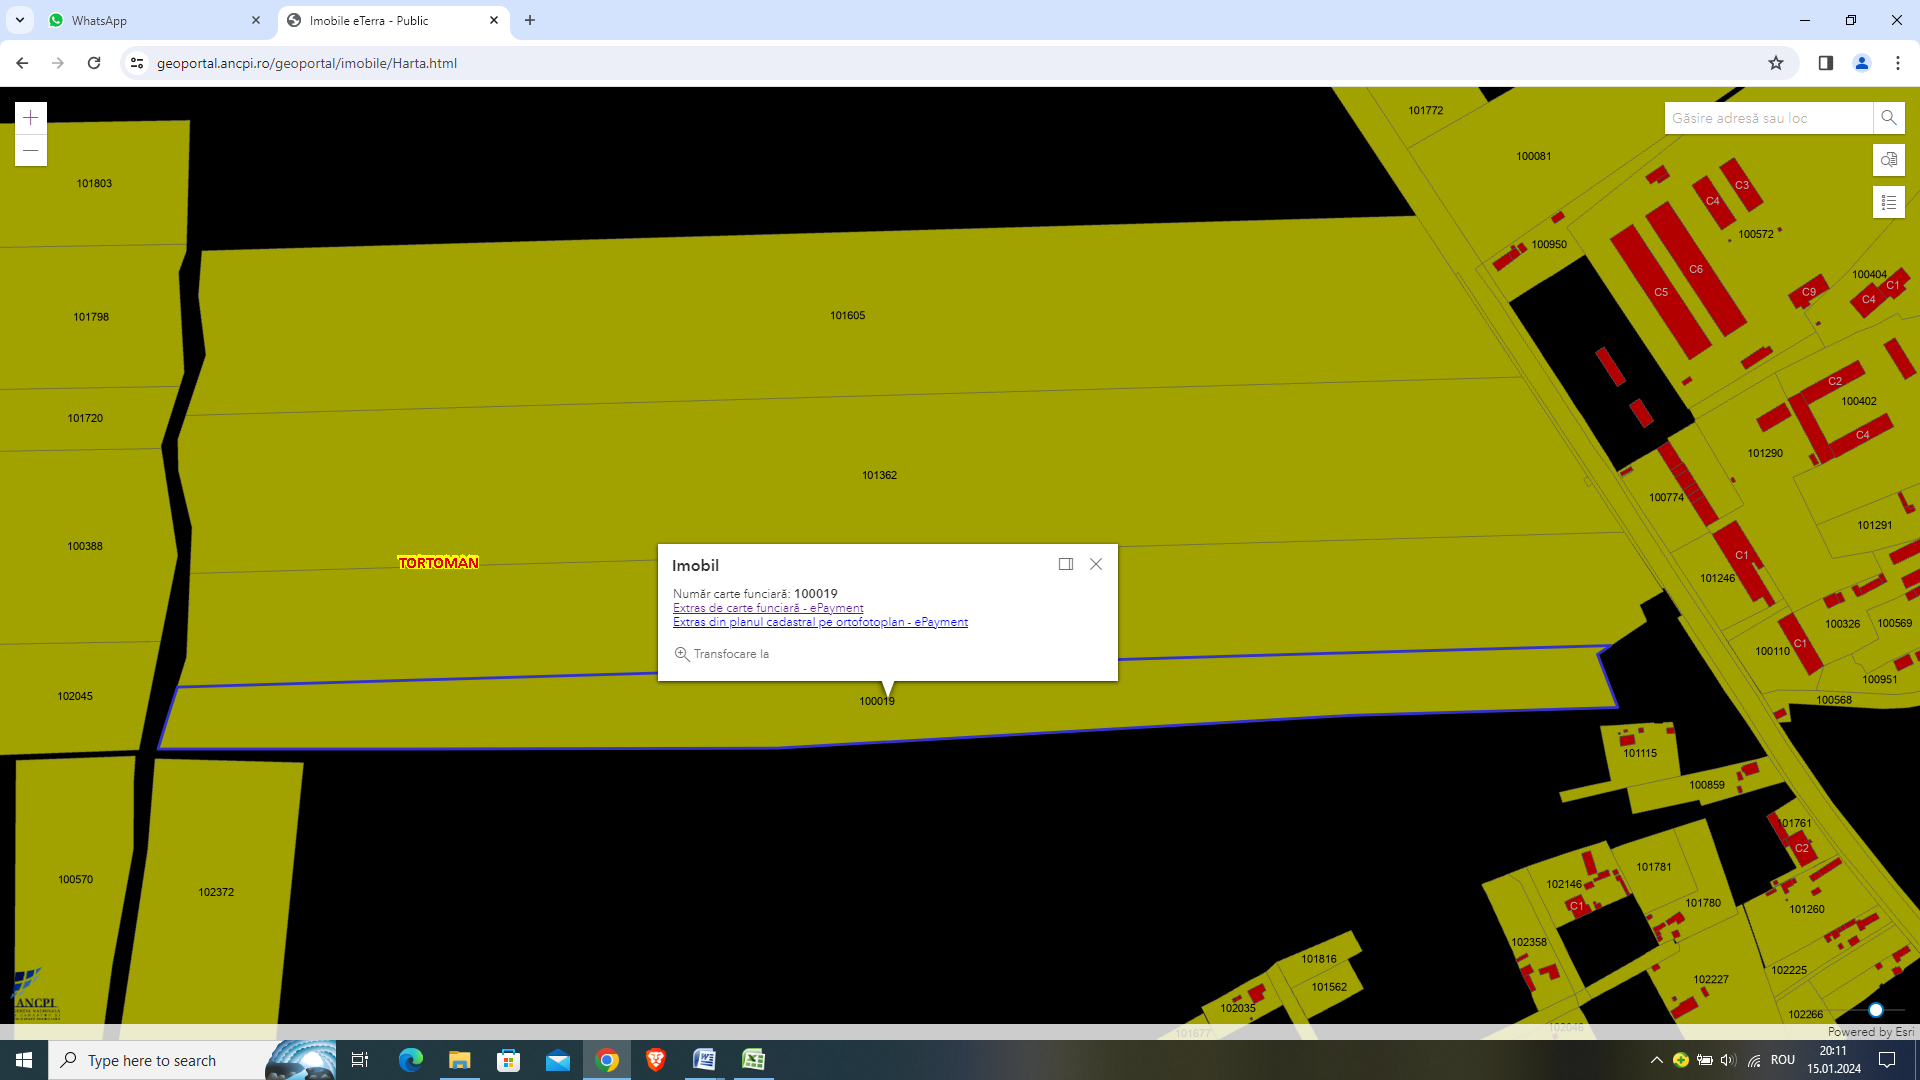 WhatsApp
Imobile eTerra - Public
geoportal.ancpi.ro/geoportal/imobile/Harta.html
Găsire adresă sau loc
101772
100081
101803
C3
C4
100572
100950
C6
100404
C9
C1
C4
C5
101798
101605
C2
100402
101720
C4
101290
101362
100774
101291
100388
TORTOMAN
C1
101246
Imobil
Număr carte funciară: 100019
Extras de carte funciară - ePayment
Extras din planul cadastral pe ortofotoplan - ePayment
Transfocare la
100326
100569
C1
100110
100951
102045
100019
100568
101115
100859
101761
C2
101781
100570
102372
102146
101780
C1
101260
102358
101816
102225
102227
101562
102035
102266
ANCPI
101677
102046
Powered by Esri
Type here to search
ROU
20:11
15.01.2024